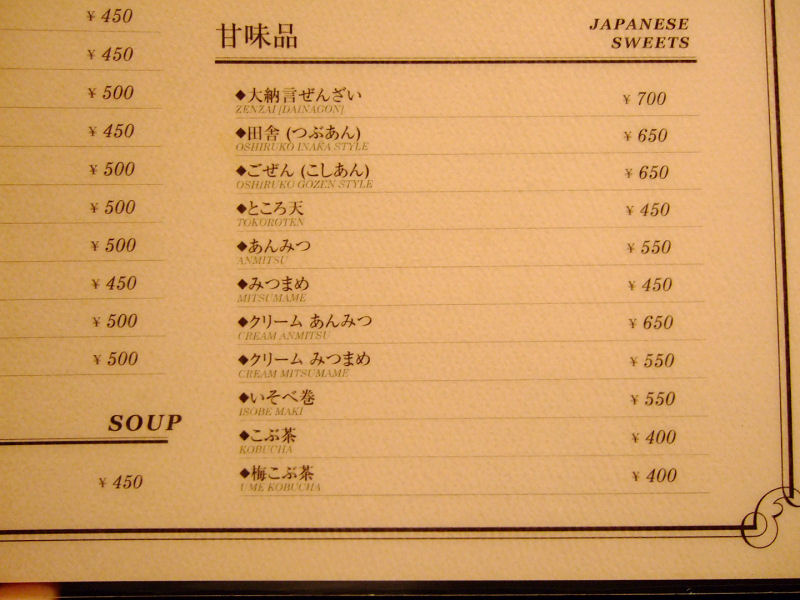 ¥ 450
¥ 450
¥ 500
¥ 450
¥ 500
¥ 500
¥ 500
¥ 450
¥ 500
¥ 500
SOUP
¥ 450
甘味品
JAPANESE
SWEETS
◆大納言ぜんざい ¥ 700
ZENZAI [DAINAGON]
◆田舎 (つぶあん) ¥ 650
OSHIRUKO INAKA STYLE
◆ごぜん (こしあん) ¥ 650
OSHIRUKO GOZEN STYLE
◆ところ天 ¥ 450
TOKOROTEN
◆あんみつ ¥ 550
ANMITSU
◆みつまめ ¥ 450
MITSUMAME
◆クリーム あんみつ ¥ 650
CREAM ANMITSU
◆クリーム みつまめ ¥ 550
CREAM MITSUMAME
◆いそべ巻 ¥ 550
ISOBE MAKI
◆こぶ茶 ¥ 400
KOBUCHA
◆梅こぶ茶 ¥ 400
UME KOBUCHA